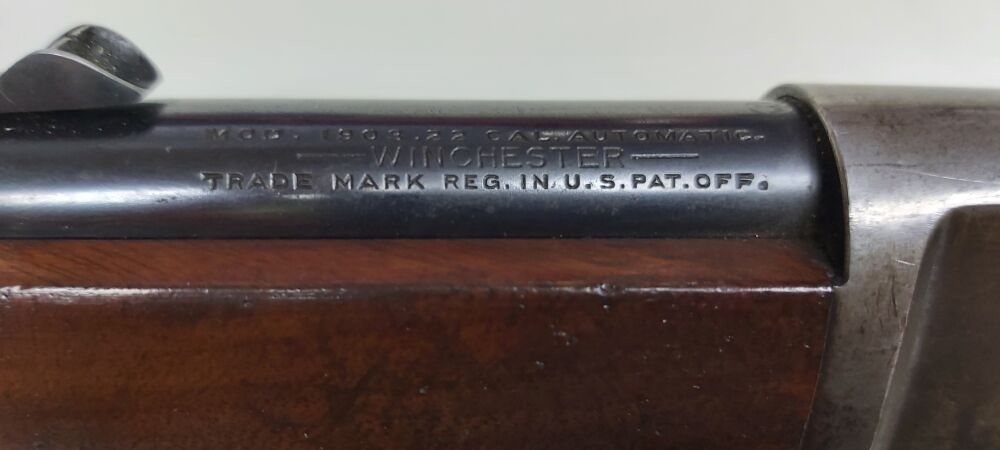 MOD. 1903.22 CAL. AUTOMATIC.
— WINCHESTER —
TRADE MARK REG. IN U.S. PAT. OFF.